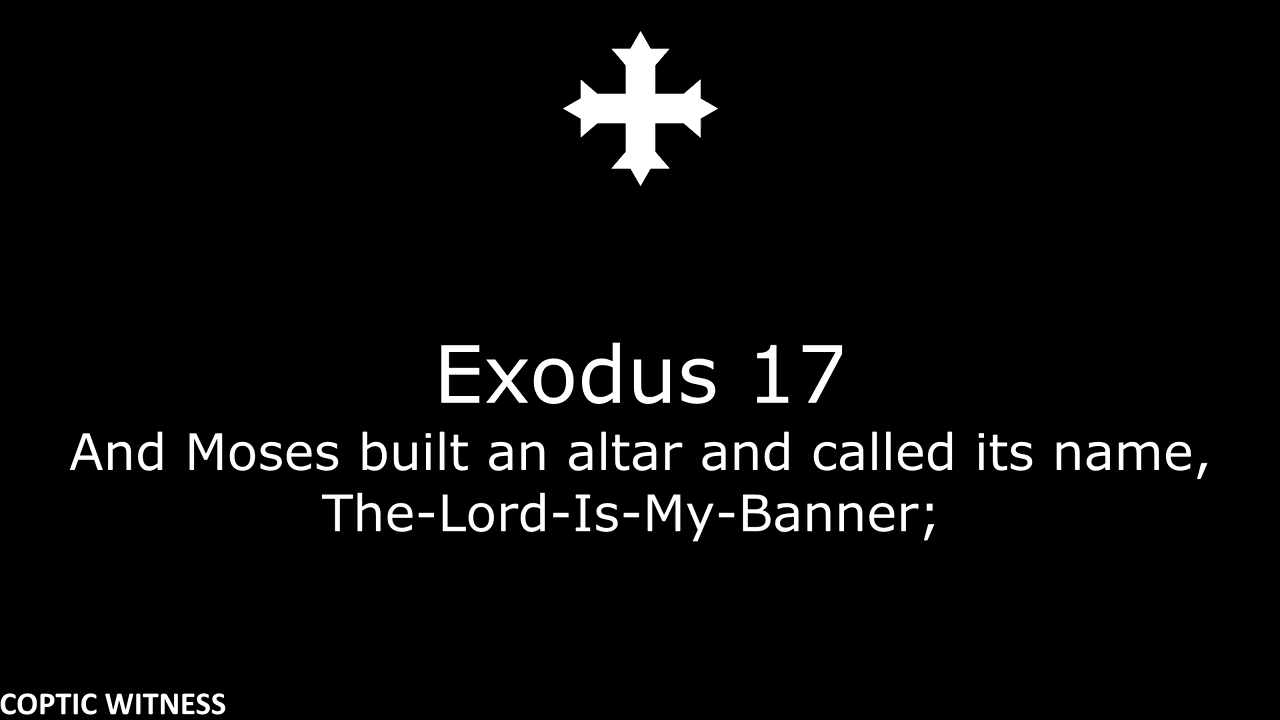 Exodus 17
And Moses built an altar and called its name,
The-Lord-Is-My-Banner;
COPTIC WITNESS